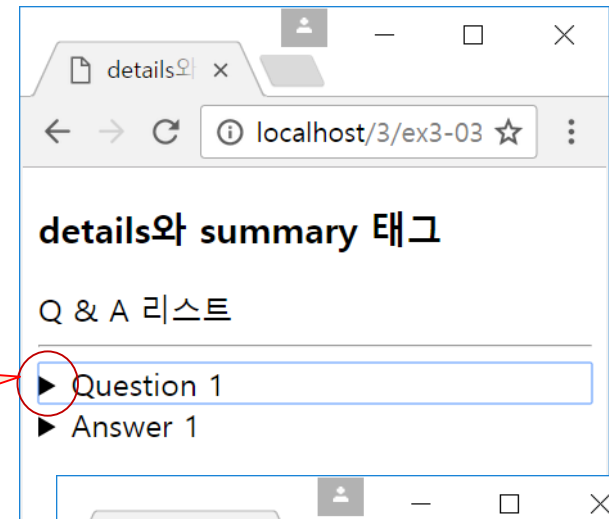 details와
localhost/3/ex3-03
details와 summary 태그
Q & A 리스트
Question 1
Answer 1